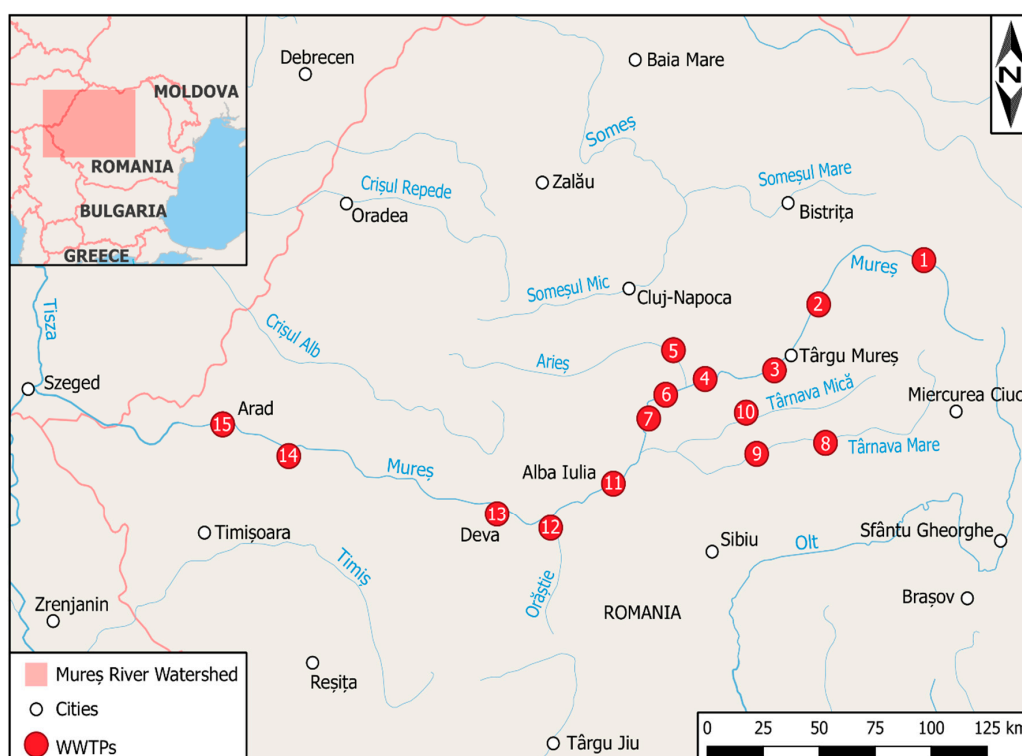 Debrecen
Baia Mare
N
MOLDOVA
Someș
ROMANIA
Crișul Repede
Zalău
Someșul Mare
Oradea
Bistrița
BULGARIA
GREECE
Mureș
1
Someșul Mic
Cluj-Napoca
2
Tisza
Crișul Alb
5
Târgu Mureș
Arieș
3
4
Szeged
6
Târnava Mică
Miercurea Ciuc
Arad
10
7
15
8
Târnava Mare
14
9
Mureș
Alba Iulia
11
13
12
Deva
Timișoara
Sibiu
Olt
Sfântu Gheorghe
Timiș
Orăștie
Zrenjanin
ROMANIA
Brașov
Mureș River Watershed
Reșița
Cities
0 25 50 75 100 125 km
WWTPs
Târgu Jiu